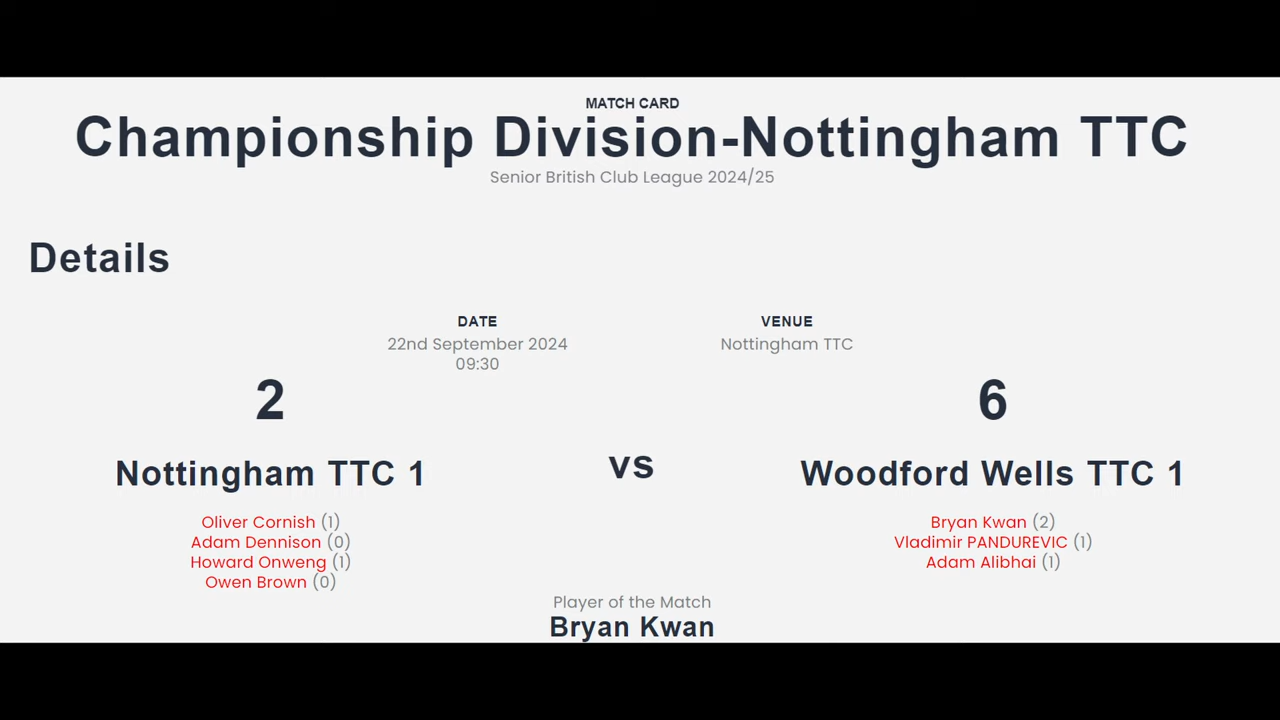 MATCH CARD
Championship Division-Nottingham TTC
Senior British Club League 2024/25
Details
DATE
22nd September 2024
09:30
VENUE
Nottingham TTC
2
Nottingham TTC 1
Oliver Cornish (1)
Adam Dennison (0)
Howard Onweng (1)
Owen Brown (0)
vs
6
Woodford Wells TTC 1
Bryan Kwan (2)
Vladimir PANDUREVIC (1)
Adam Alibhai (1)
Player of the Match
Bryan Kwan